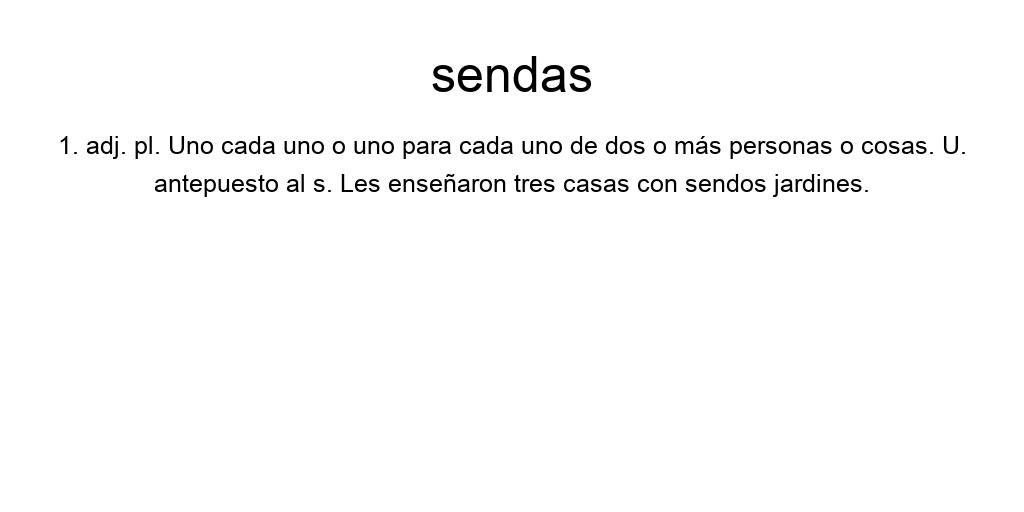 sendas
1. adj. pl. Uno cada uno o uno para cada uno de dos o más personas o cosas. U.
antepuesto al s. Les enseñaron tres casas con sendos jardines.